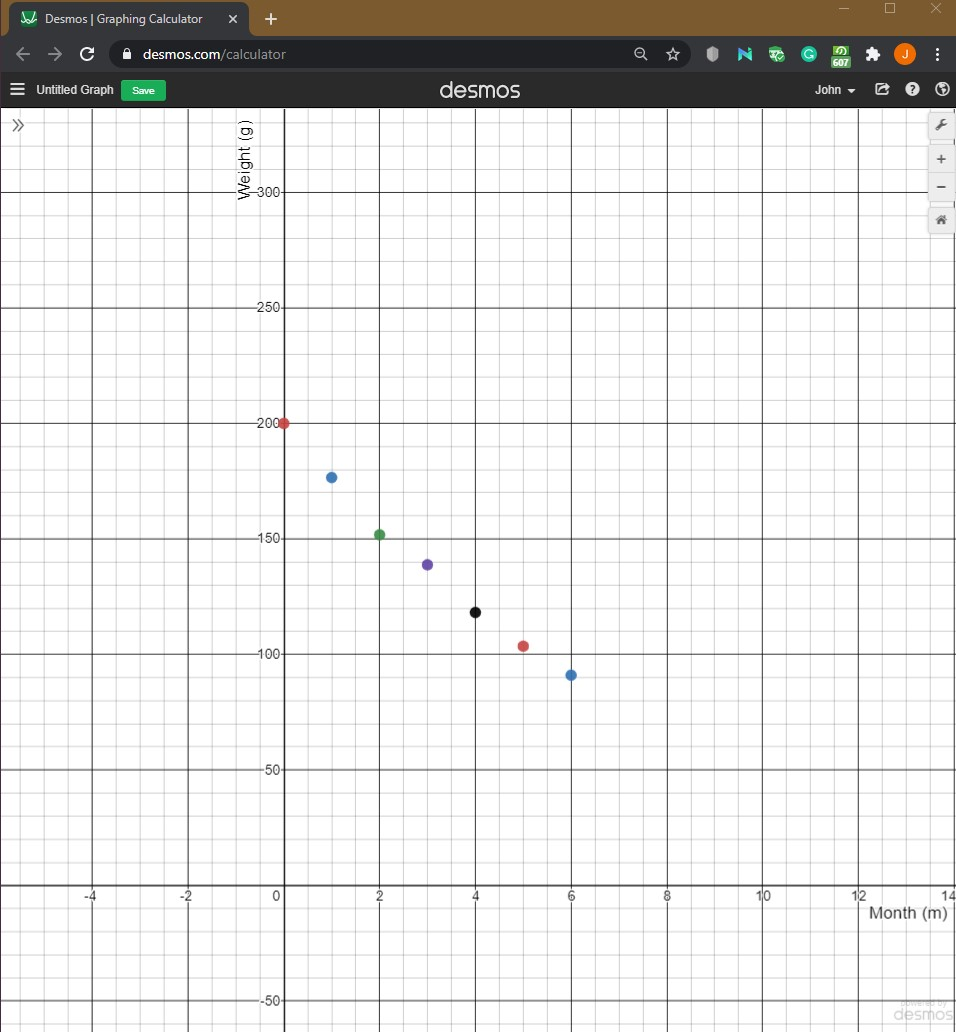 Desmos | Graphing Calculator
desmos.com/calculator
607
J
Untitled Graph
Save
desmos
John
Weight (g)
300
250
200
150
100
50
-4
-2
0
2
4
6
8
10
12
14
Month (m)
-50
powered by
desmos